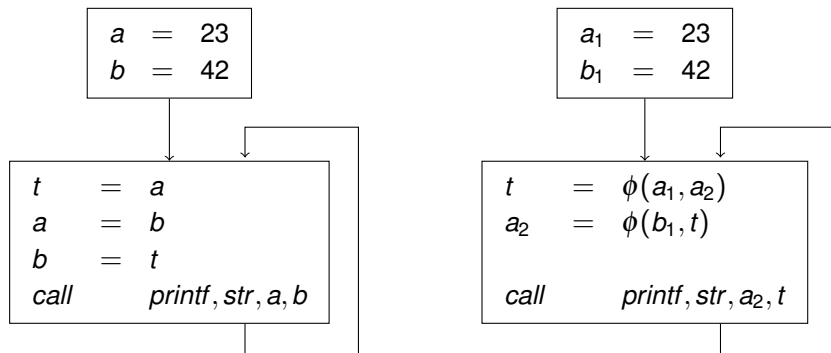 a = 23
b = 42
t = a
a = b
b = t
call printf, str, a, b
a₁ = 23
b₁ = 42
t = ϕ(a₁, a₂)
a₂ = ϕ(b₁, t)
call printf, str, a₂, t